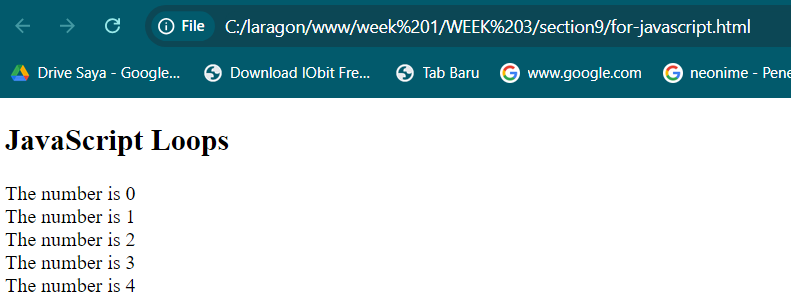 File C:/laragon/www/week%201/WEEK%203/section9/for-javascript.html
Drive Saya - Google... Download IObit Fre... Tab Baru www.google.com neonime - Pene
JavaScript Loops
The number is 0
The number is 1
The number is 2
The number is 3
The number is 4